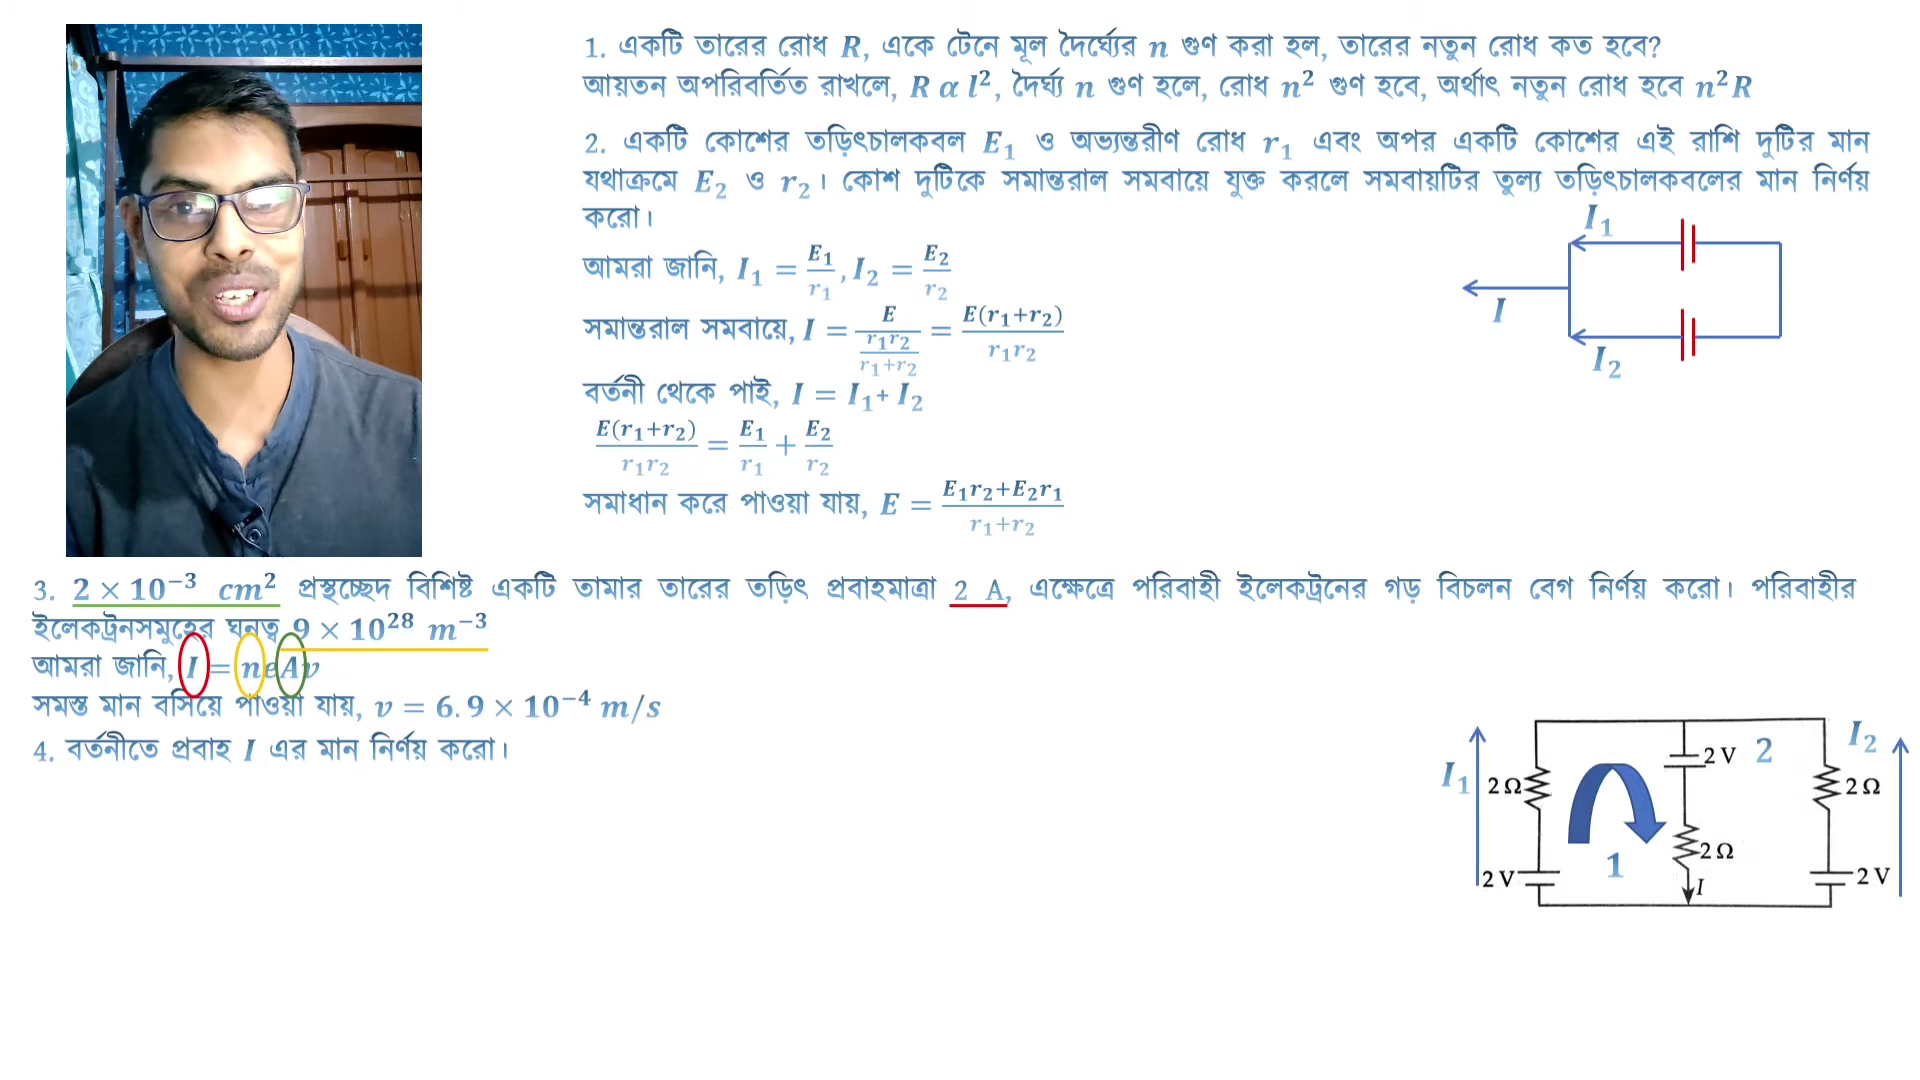 1. একটি তারের রোধ R, একে টেনে মূল দৈর্ঘ্যের n গুণ করা হল, তারের নতুন রোধ কত হবে?
আয়তন অপরিবর্তিত রাখলে, R α l², দৈর্ঘ্য n গুণ হলে, রোধ n² গুণ হবে, অর্থাৎ নতুন রোধ হবে n²R
2. একটি কোশের তড়িৎচালকবল E₁ ও অভ্যন্তরীণ রোধ r₁ এবং অপর একটি কোশের এই রাশি দুটির মান
যথাক্রমে E₂ ও r₂। কোশ দুটিকে সমান্তরাল সমবায়ে যুক্ত করলে সমবায়টির তুল্য তড়িৎচালকবলের মান নির্ণয়
করো।
I₁
আমরা জানি, I₁ = E₁/r₁, I₂ = E₂/r₂
I
সমান্তরাল সমবায়ে, I = E/(r₁r₂/(r₁+r₂)) = E(r₁+r₂)/r₁r₂
I₂
বর্তনী থেকে পাই, I = I₁+ I₂
E(r₁+r₂)/r₁r₂ = E₁/r₁ + E₂/r₂
সমাধান করে পাওয়া যায়, E = (E₁r₂+E₂r₁)/(r₁+r₂)
3. 2 × 10⁻³ cm² প্রস্থচ্ছেদ বিশিষ্ট একটি তামার তারের তড়িৎ প্রবাহমাত্রা 2 A, এক্ষেত্রে পরিবাহী ইলেকট্রনের গড় বিচলন বেগ নির্ণয় করো। পরিবাহীর
ইলেকট্রনসমুহের ঘনত্ব 9 × 10²⁸ m⁻³
আমরা জানি, I = neAv
সমস্ত মান বসিয়ে পাওয়া যায়, v = 6.9 × 10⁻⁴ m/s
4. বর্তনীতে প্রবাহ I এর মান নির্ণয় করো।
I₁
2 Ω
2 V
1
2 V
2
2 Ω
I
I₂
2 Ω
2 V